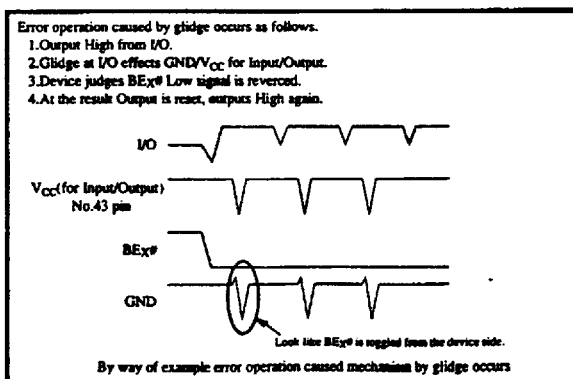 Error operation caused by glidge occurs as follows.
1.Output High from I/O.
2.Glidge at I/O effects GND/VCC for Input/Output.
3.Device judges BEX# Low signal is reverced.
4.At the result Output is reset, outputs High again.
I/O
VCC(for Input/Output)
No.43 pin
BEX#
GND
Look like BEX# is toggled from the device side.
By way of example error operation caused mechanism by glidge occurs